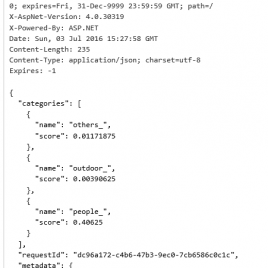 0; expires=Fri, 31-Dec-9999 23:59:59 GMT; path=/
X-AspNet-Version: 4.0.30319
X-Powered-By: ASP.NET
Date: Sun, 03 Jul 2016 15:27:58 GMT
Content-Length: 235
Content-Type: application/json; charset=utf-8
Expires: -1

{
  "categories": [
    {
      "name": "others_",
      "score": 0.01171875
    },
    {
      "name": "outdoor_",
      "score": 0.00390625
    },
    {
      "name": "people_",
      "score": 0.40625
    }
  ],
  "requestId": "dc96a172-c4b6-47b3-9ec0-7cb6586c0c1c",
  "metadata": {